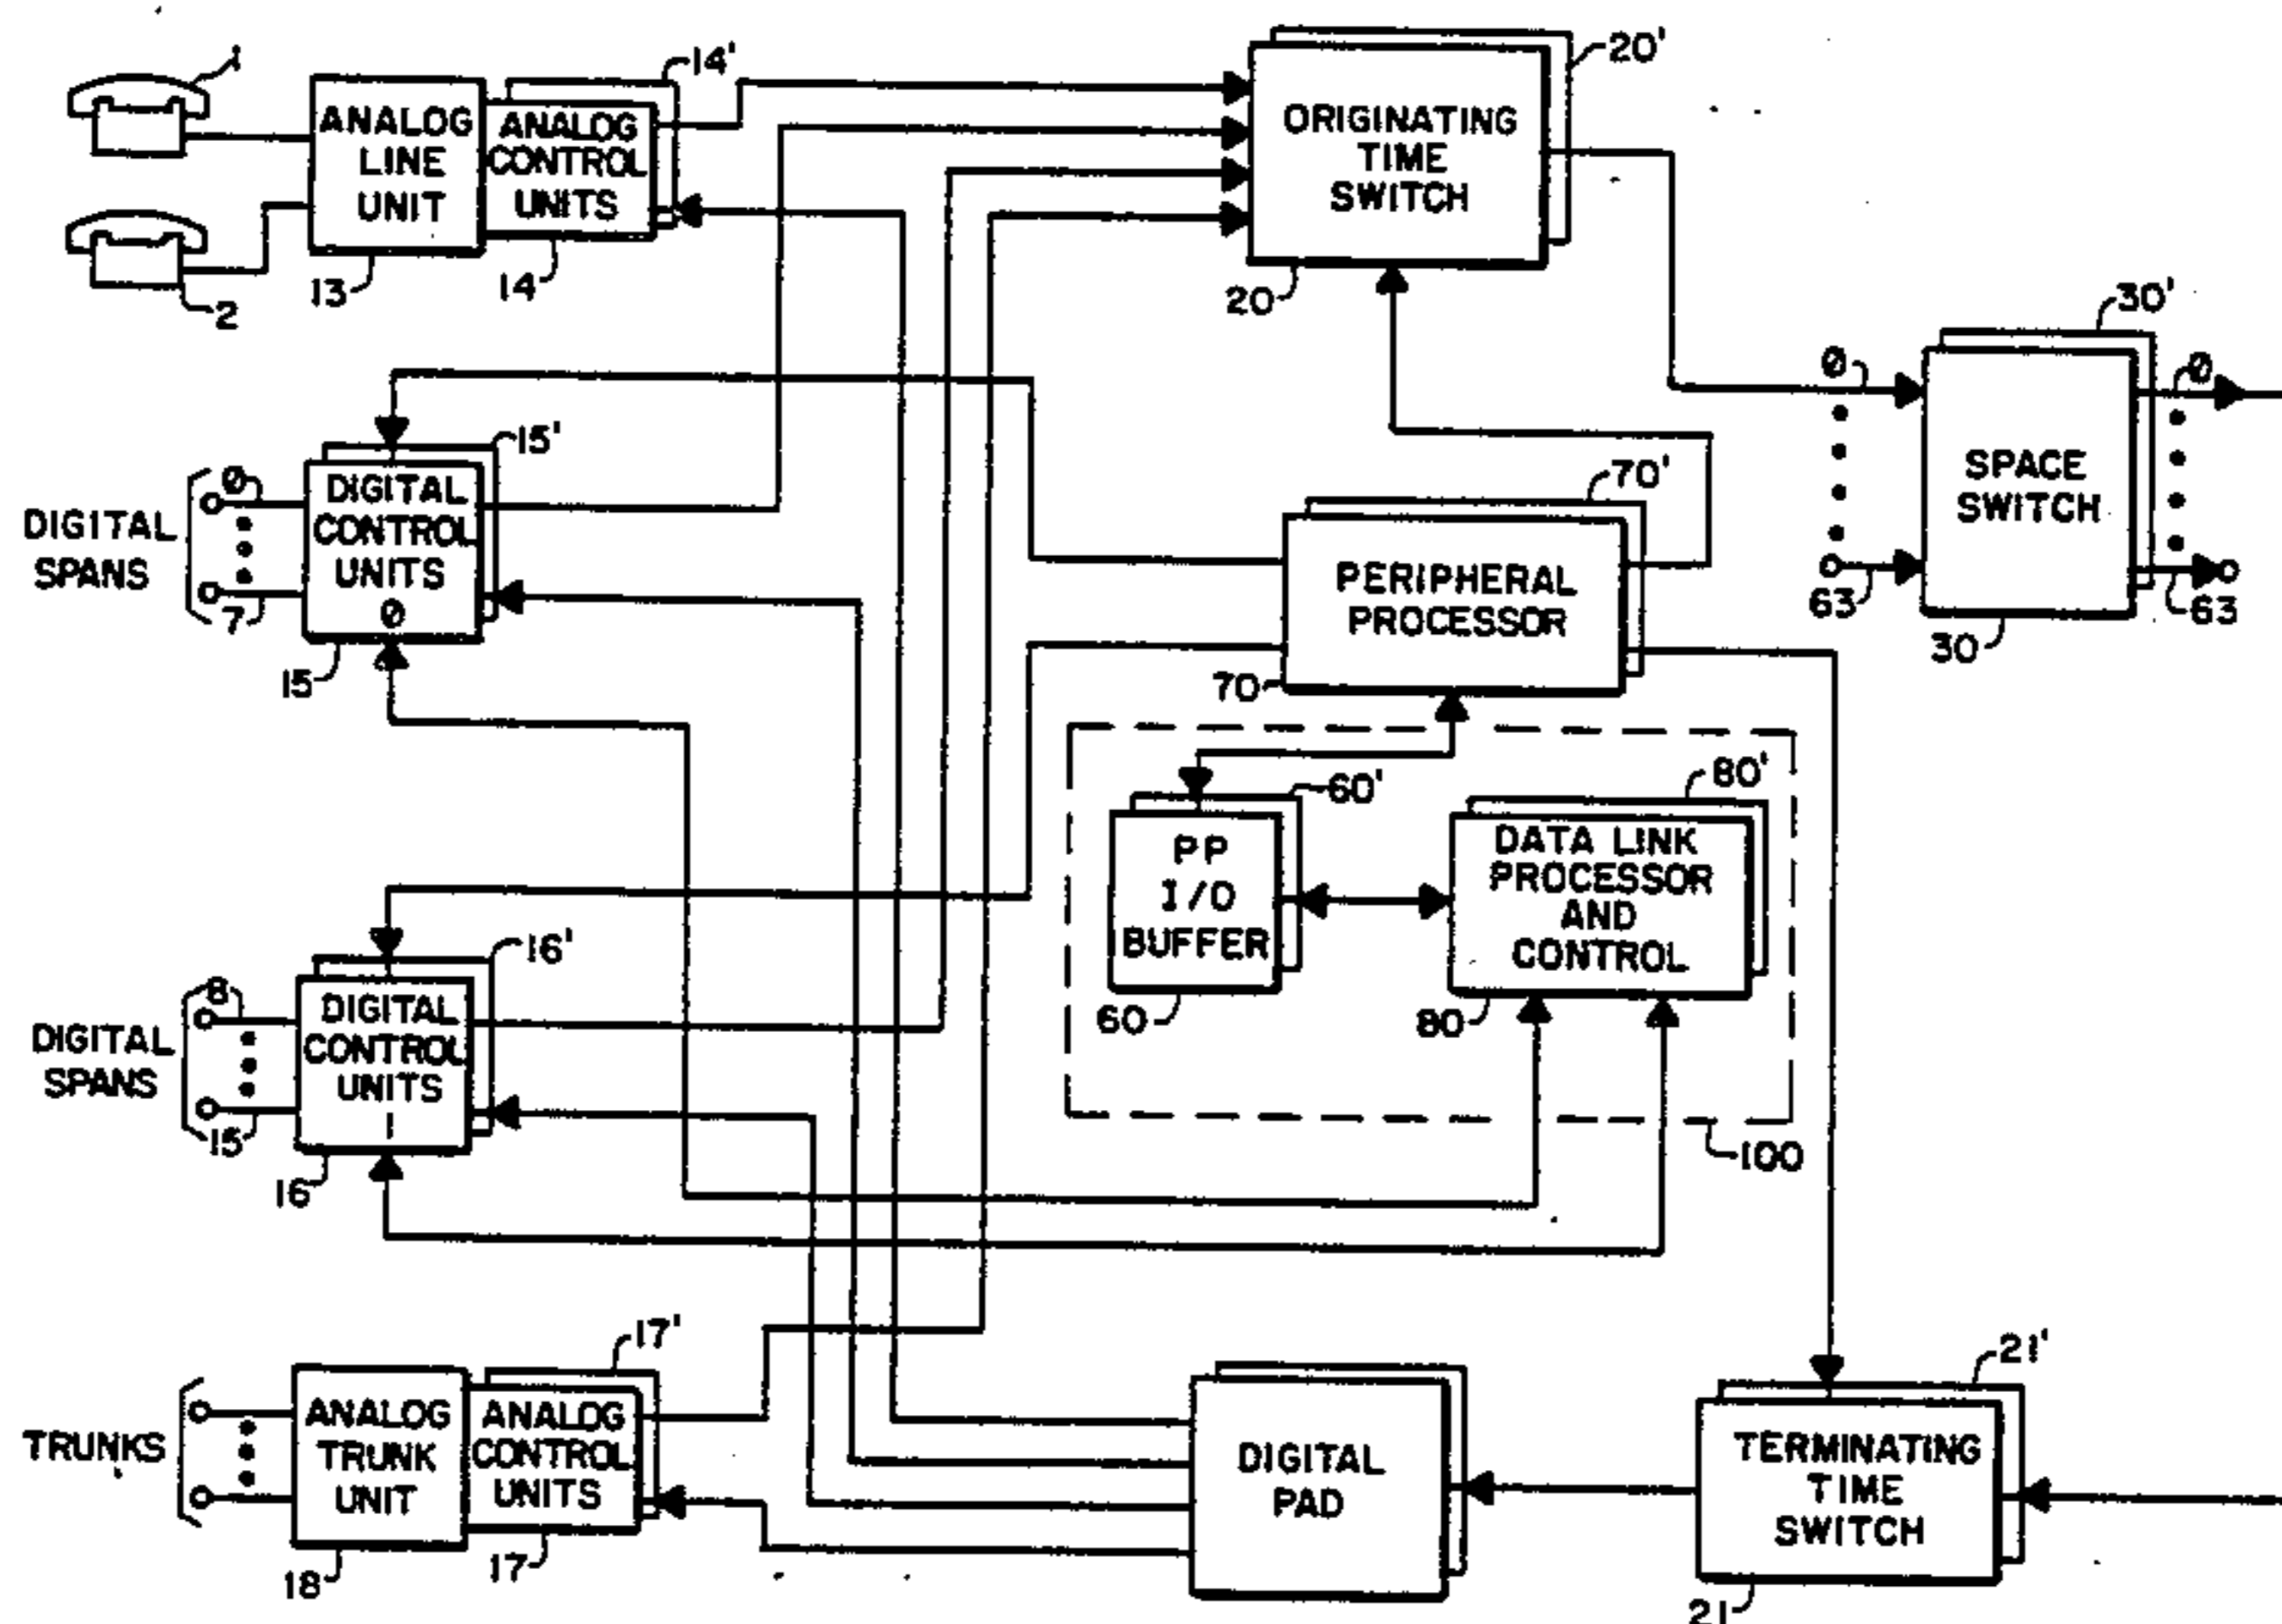 1
14'
20'
ANALOG
LINE
UNIT
ANALOG
CONTROL
UNITS
ORIGINATING
TIME
SWITCH
13
14
2
20
30'
Ø
Ø
SPACE
SWITCH
63
63
30
15'
DIGITAL
SPANS
Ø
7
DIGITAL
CONTROL
UNITS
Ø
15
70'
PERIPHERAL
PROCESSOR
70
60'
80'
PP
I/O
BUFFER
DATA LINK
PROCESSOR
AND
CONTROL
60
80
100
16'
DIGITAL
SPANS
8
15
DIGITAL
CONTROL
UNITS
1
16
17'
21'
TRUNKS
ANALOG
TRUNK
UNIT
ANALOG
CONTROL
UNITS
DIGITAL
PAD
TERMINATING
TIME
SWITCH
18
17
21